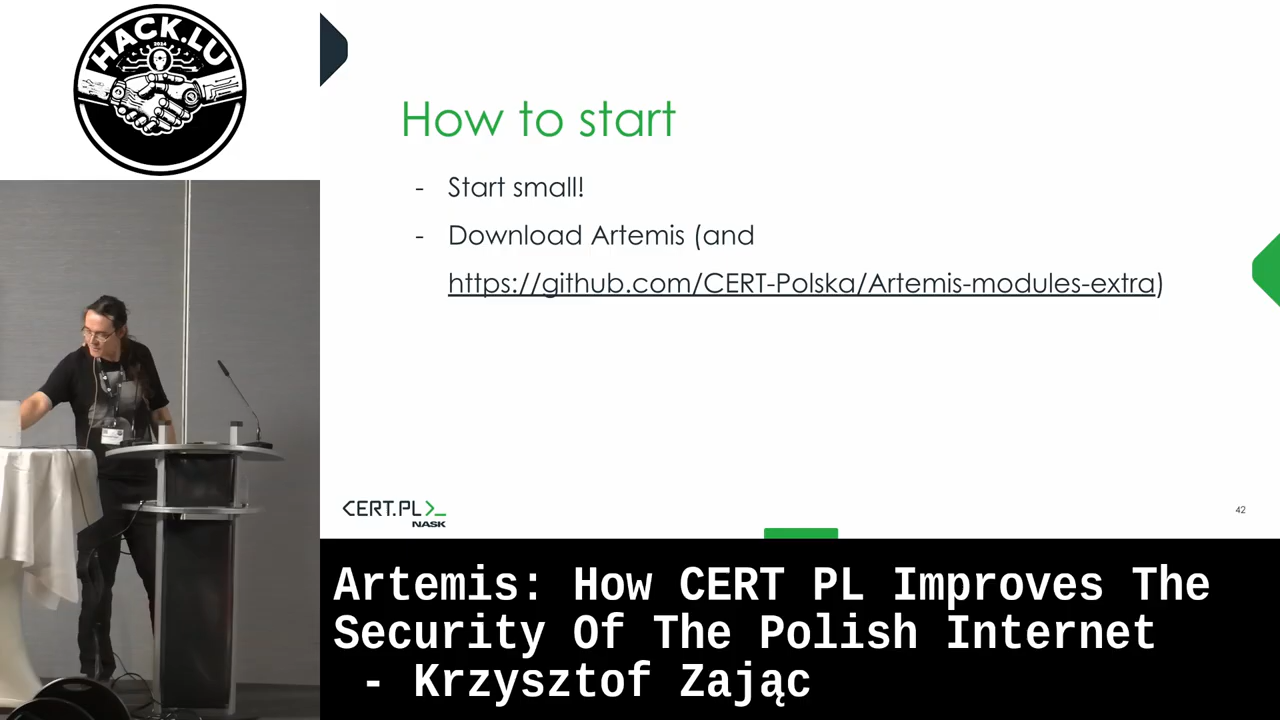 HACK.LU
2024
How to start
- Start small!
- Download Artemis (and
https://github.com/CERT-Polska/Artemis-modules-extra)
<CERT.PL>_
NASK
42
Artemis: How CERT PL Improves The
Security Of The Polish Internet
- Krzysztof Zając